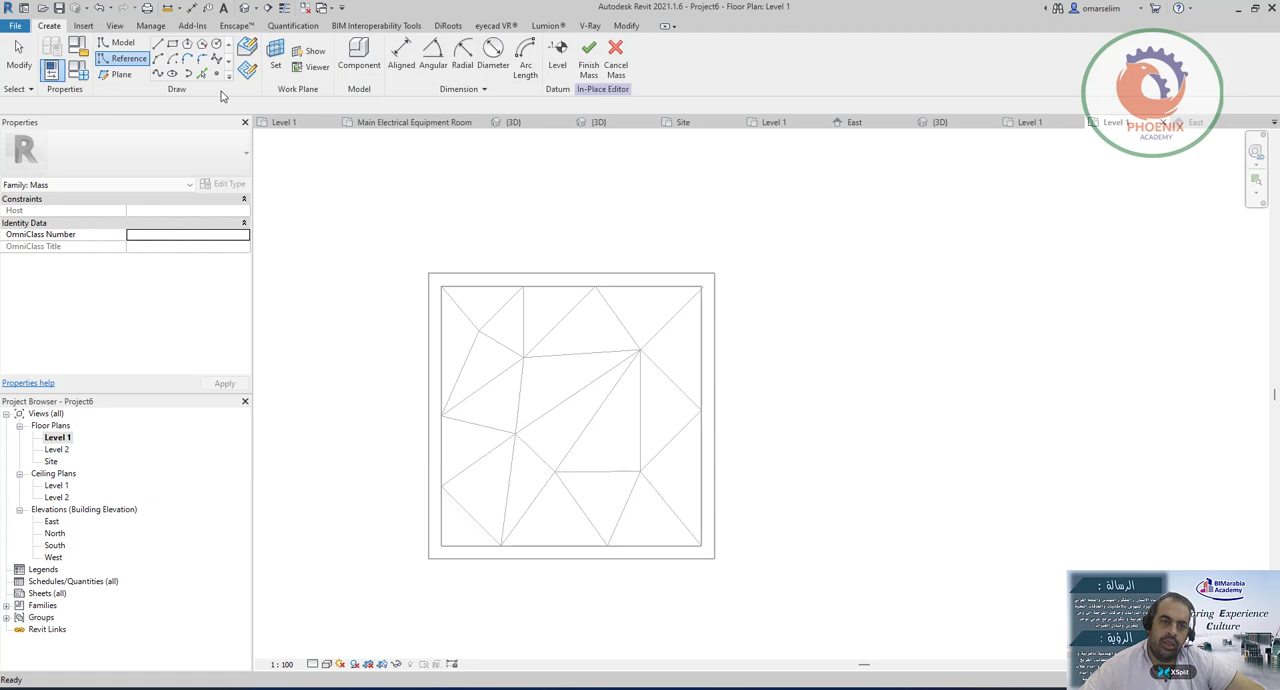 Autodesk Revit 2021.1.6 - Project6 - Floor Plan: Level 1
omarselim
File Create Insert View Manage Add-Ins Enscape™ Quantification BIM Interoperability Tools DiRoots eyecad VR® Lumion® V-Ray Modify
Modify
Model
Reference
Plane
Set
Show
Viewer
Component
Aligned Angular Radial Diameter Arc Length
Level
Finish Mass
Cancel Mass
Select Properties Draw Work Plane Model Dimension Datum In-Place Editor
Properties
Level 1 Main Electrical Equipment Room {3D} {3D} Site Level 1 East {3D} Level 1 Level 1 East
PHOENIX
ACADEMY
Family: Mass
Edit Type
Constraints
Host
Identity Data
OmniClass Number
OmniClass Title
Properties help
Apply
Project Browser - Project6
Views (all)
Floor Plans
Level 1
Level 2
Site
Ceiling Plans
Level 1
Level 2
Elevations (Building Elevation)
East
North
South
West
Legends
Schedules/Quantities (all)
Sheets (all)
Families
Groups
Revit Links
1 : 100
Ready
الرسالة :
الرؤية :
BIMarabia
Academy
Culture
XSplit